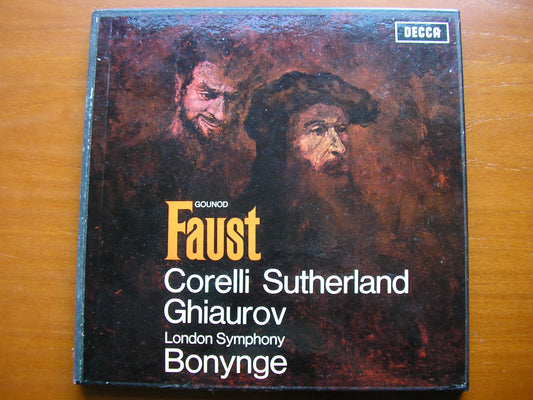 DECCA
GOUNOD
Faust
Corelli Sutherland
Ghiaurov
London Symphony
Bonynge